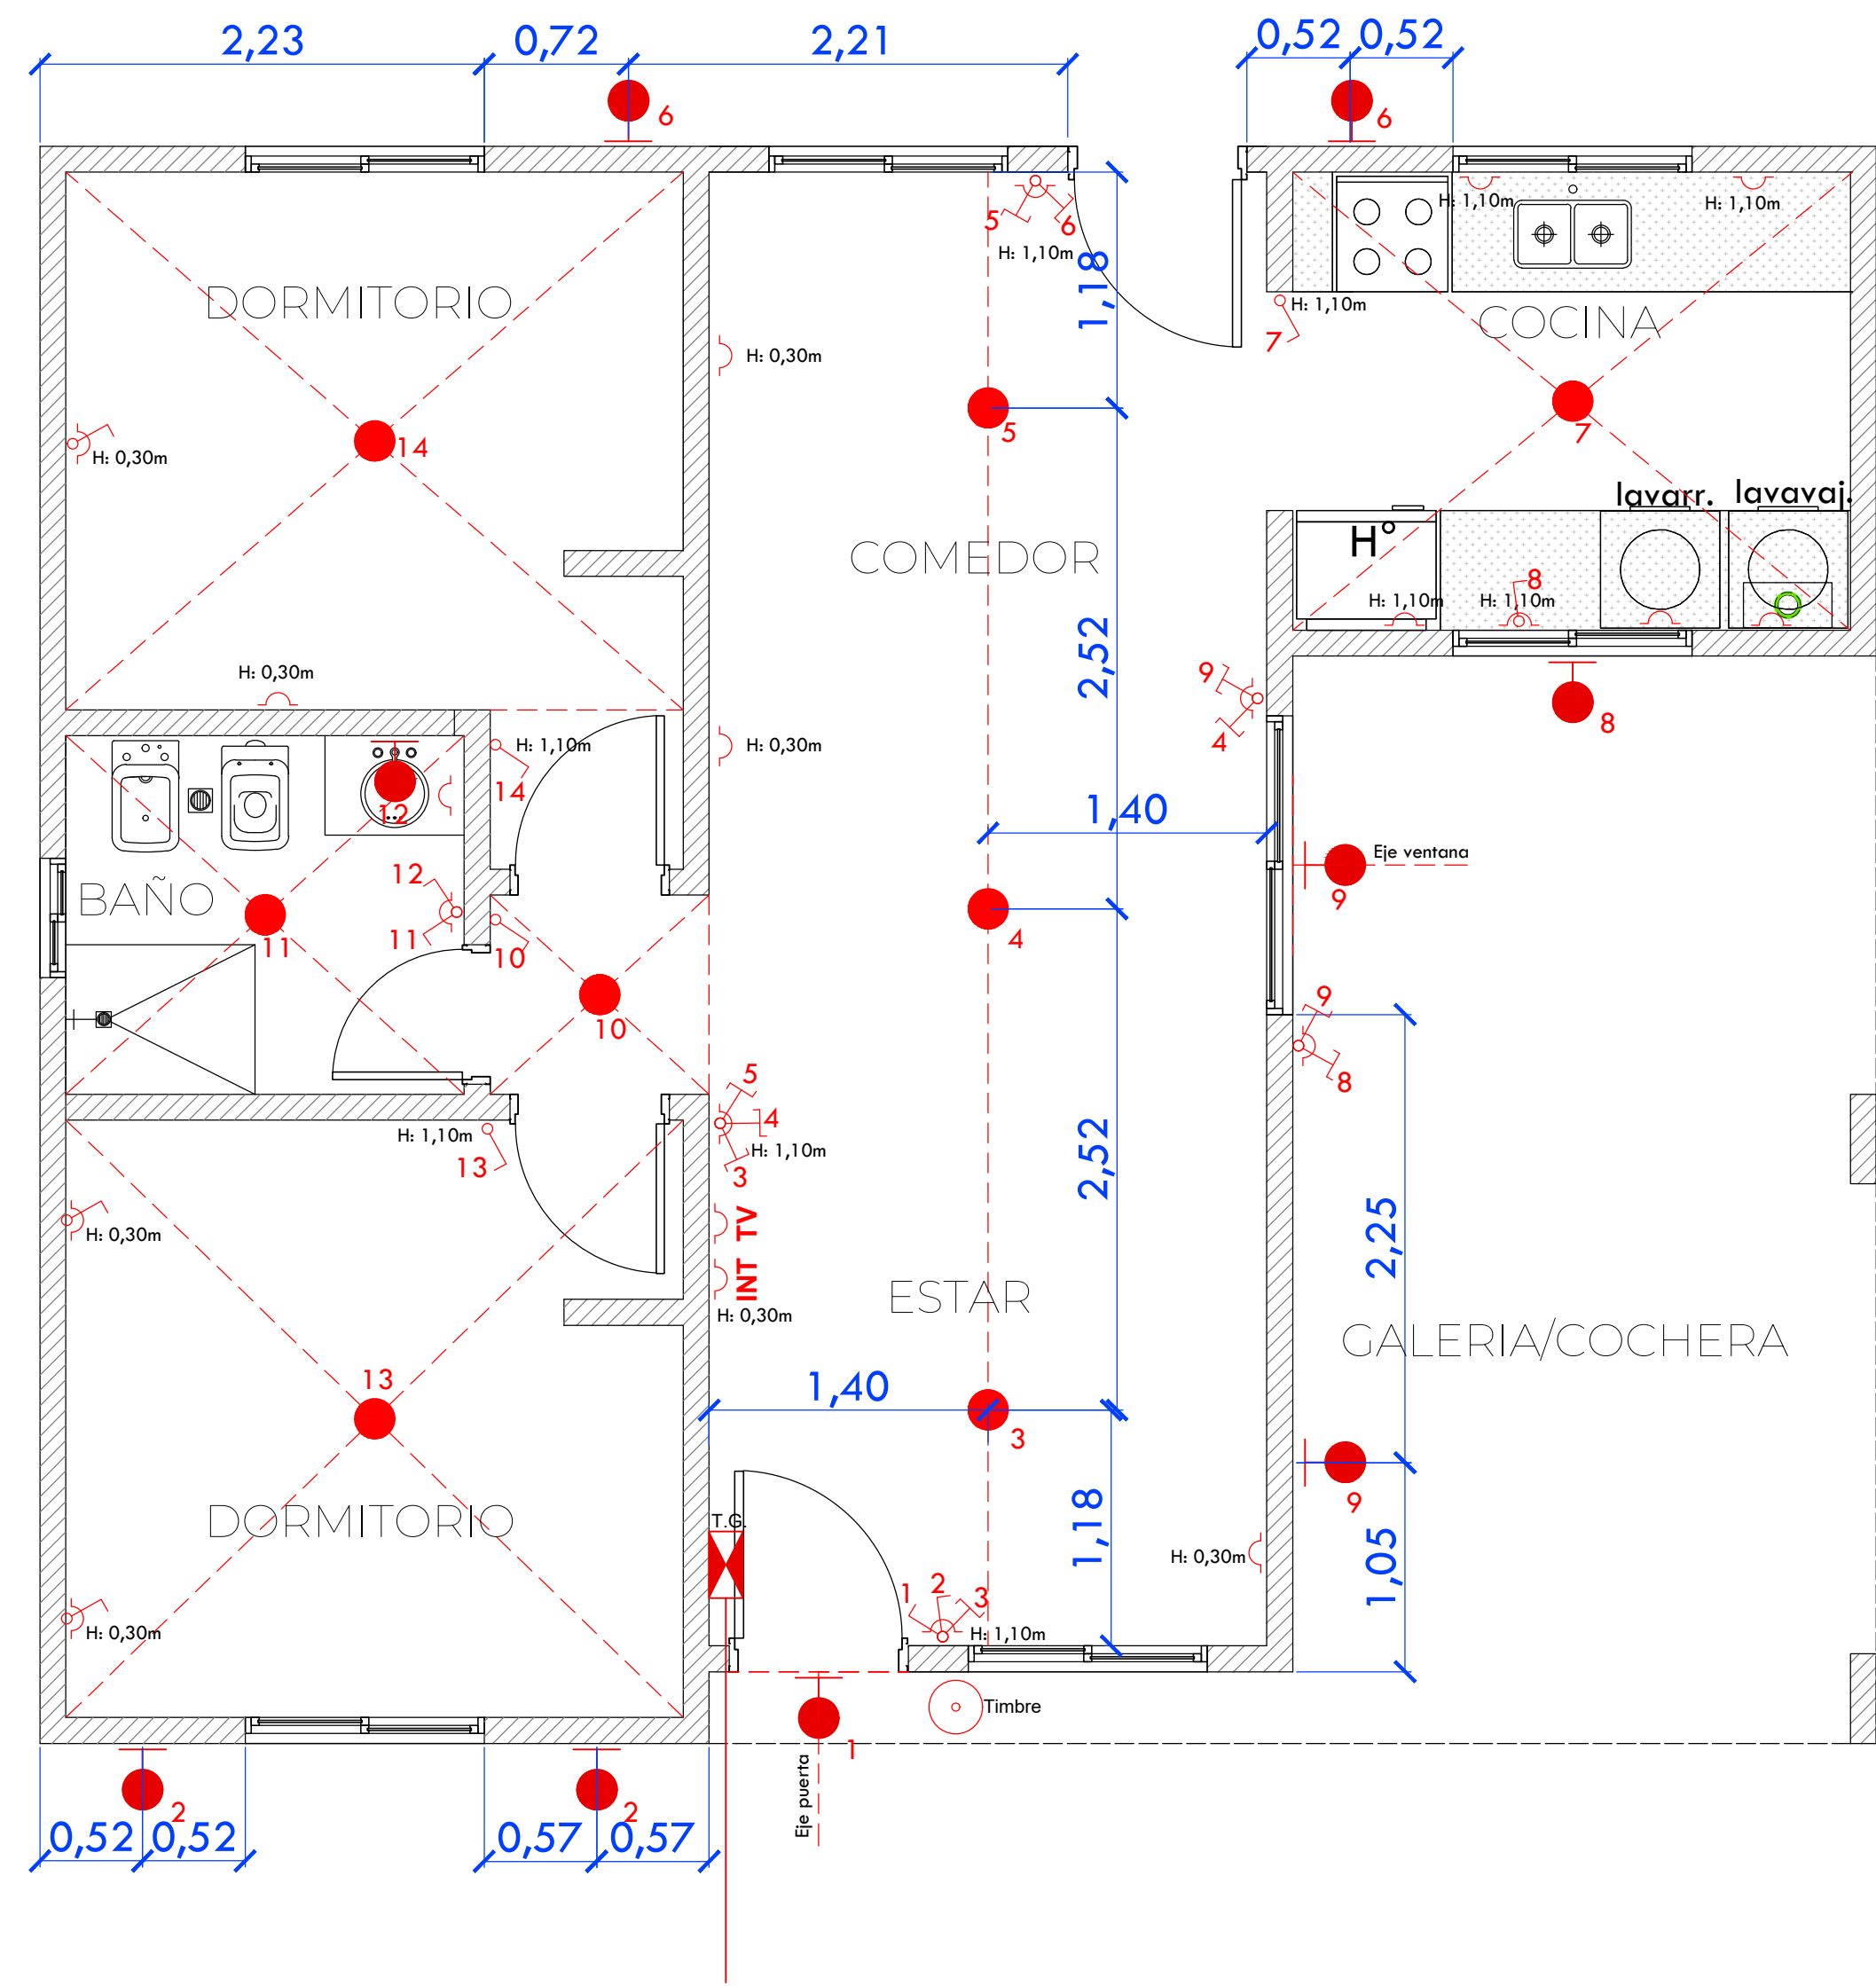 2,23
0,72
2,21
0,52
0,52
6
6
5
6
H: 1,10m
H: 1,10m
H: 1,10m
1,18
DORMITORIO
H: 1,10m
COCINA
7
H: 0,30m
14
H: 0,30m
5
7
lavarr.
lavavaj.
H°
COMEDOR
8
H: 1,10m
H: 1,10m
2,52
H: 0,30m
9
4
8
H: 1,10m
H: 0,30m
14
12
1,40
Eje ventana
9
12
BAÑO
11
11
10
4
10
9
8
5
4
H: 1,10m
3
H: 1,10m
13
2,52
TV
INT
H: 0,30m
H: 0,30m
2,25
ESTAR
GALERIA/COCHERA
13
1,40
3
9
DORMITORIO
T.G.
1,18
H: 0,30m
1,05
1
2
3
H: 1,10m
H: 0,30m
Timbre
1
Eje puerta
2
2
0,52
0,52
0,57
0,57